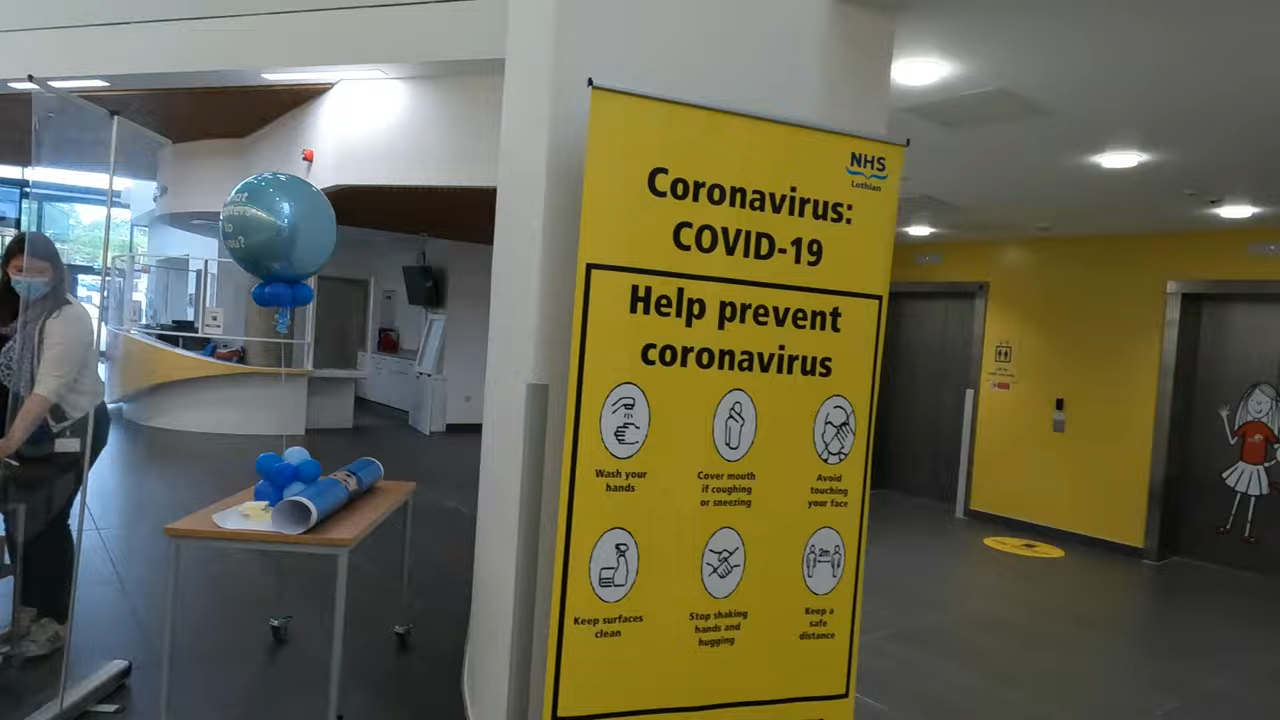 NHS
Lothian
Coronavirus:
COVID-19
Help prevent
coronavirus
Wash your
hands
Cover mouth
if coughing
or sneezing
Avoid
touching
your face
2m
Keep surfaces
clean
Stop shaking
hands and
hugging
Keep a
safe
distance